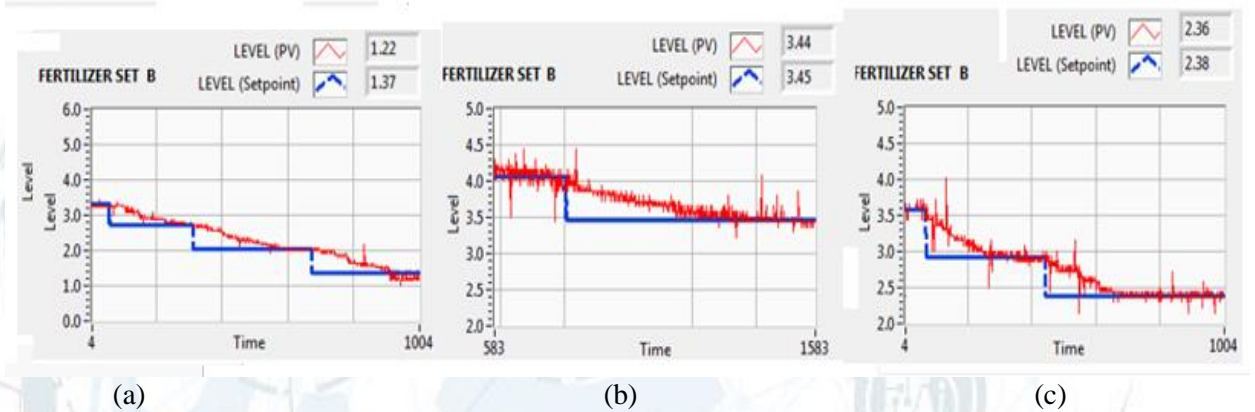 LEVEL (PV) 1.22
FERTILIZER SET B
LEVEL (Setpoint) 1.37
6.0
5.0
4.0
3.0
2.0
1.0
0.0
Level
Level
4 Time 1004
(a)
LEVEL (PV) 3.44
FERTILIZER SET B
LEVEL (Setpoint) 3.45
5.0
4.5
4.0
3.5
3.0
2.5
2.0
Level
583 Time 1583
(b)
LEVEL (PV) 2.36
FERTILIZER SET B
LEVEL (Setpoint) 2.38
5.0
4.5
4.0
3.5
3.0
2.5
2.0
Level
4 Time 1004
(c)